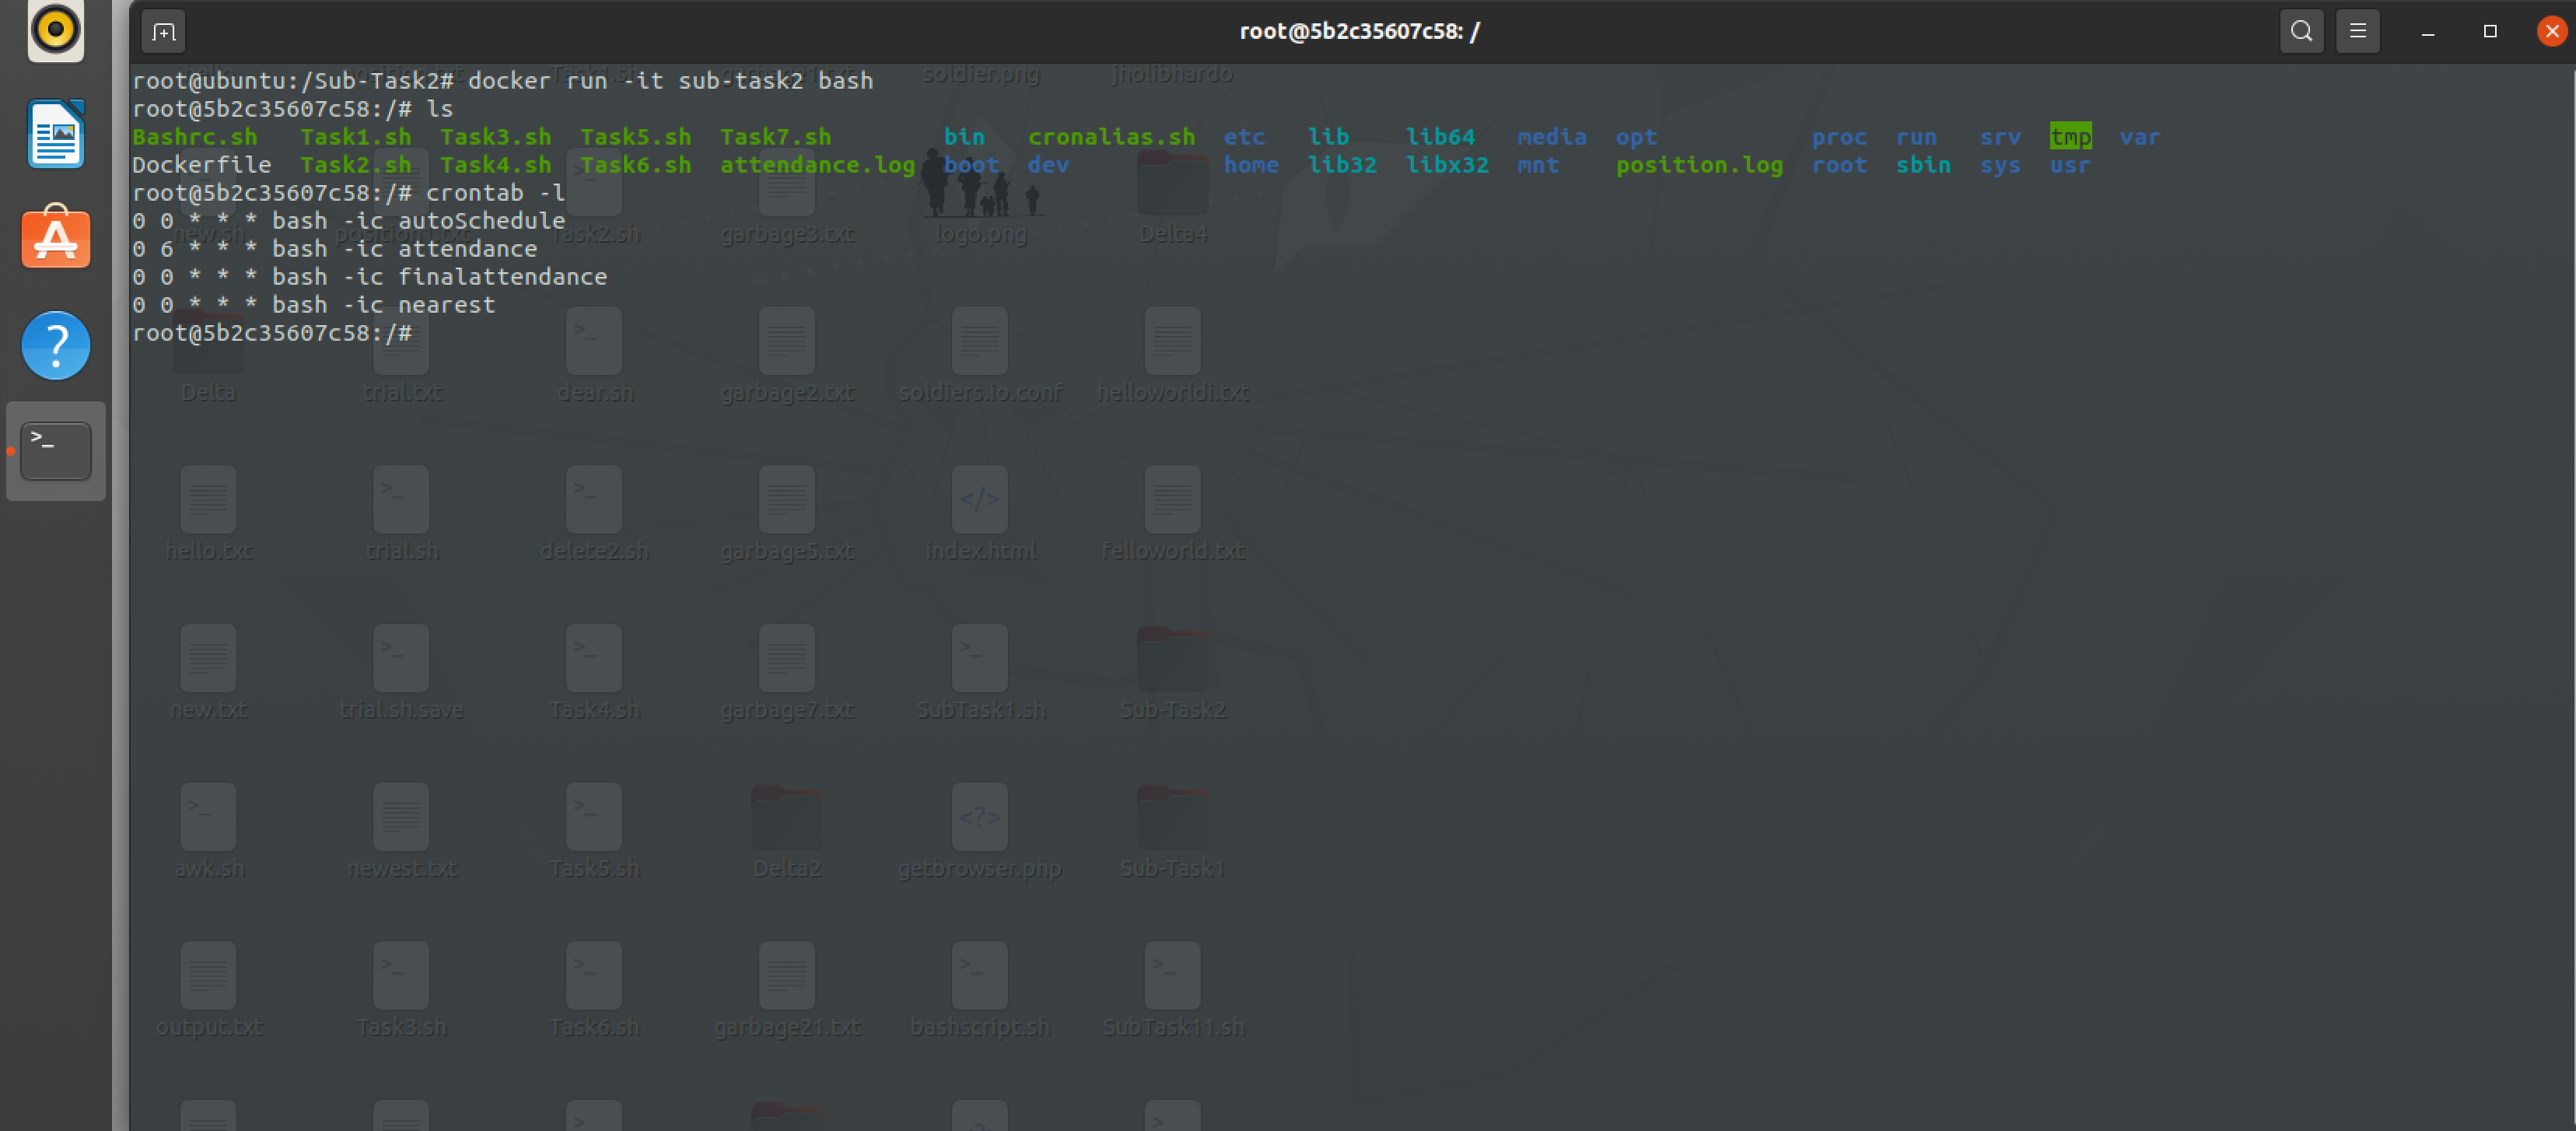 root@5b2c35607c58: /
root@ubuntu:/Sub-Task2# docker run -it sub-task2 bash
root@5b2c35607c58:/# ls
Bashrc.sh Task1.sh Task3.sh Task5.sh Task7.sh bin cronalias.sh etc lib lib64 media opt proc run srv tmp var
Dockerfile Task2.sh Task4.sh Task6.sh attendance.log boot dev home lib32 libx32 mnt position.log root sbin sys usr
root@5b2c35607c58:/# crontab -l
0 0 * * * bash -ic autoSchedule
0 6 * * * bash -ic attendance
0 0 * * * bash -ic finalattendance
0 0 * * * bash -ic nearest
root@5b2c35607c58:/#
soldier.png jholibhardo
new.sh Task2.sh garbage3.txt logo.png Delta4
Delta trial.txt dear.sh garbage2.txt soldiers.io.conf helloworldi.txt
hello.txt trial.sh delete2.sh garbage5.txt index.html felloworld.txt
new.txt trial.sh.save Task4.sh garbage7.txt SubTask1.sh Sub-Task2
awk.sh newest.txt Task5.sh Delta2 getbrowser.php Sub-Task1
output.txt Task3.sh Task6.sh garbage21.txt bashscript.sh SubTask11.sh